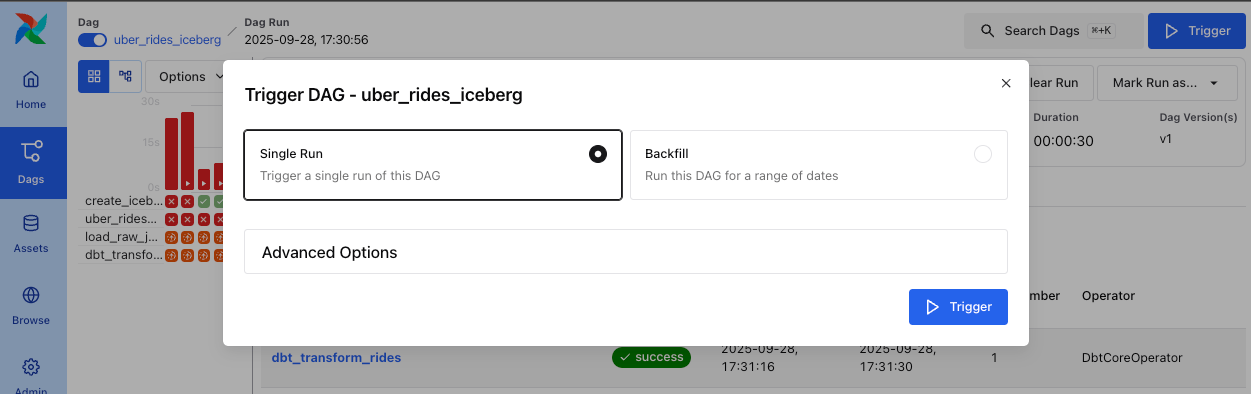 Dag
uber_rides_iceberg
Dag Run
2025-09-28, 17:30:56
Search Dags
⌘+K
Trigger
Options
Home
Dags
Assets
Browse
Admin
30s
15s
0s
create_iceb...
uber_rides...
load_raw_j...
dbt_transfo...
Trigger DAG - uber_rides_iceberg
Single Run
Trigger a single run of this DAG
Backfill
Run this DAG for a range of dates
Advanced Options
Trigger
lear Run
Mark Run as...
Duration
00:00:30
Dag Version(s)
v1
mber
Operator
dbt_transform_rides
success
2025-09-28,
17:31:16
2025-09-28,
17:31:30
1
DbtCoreOperator